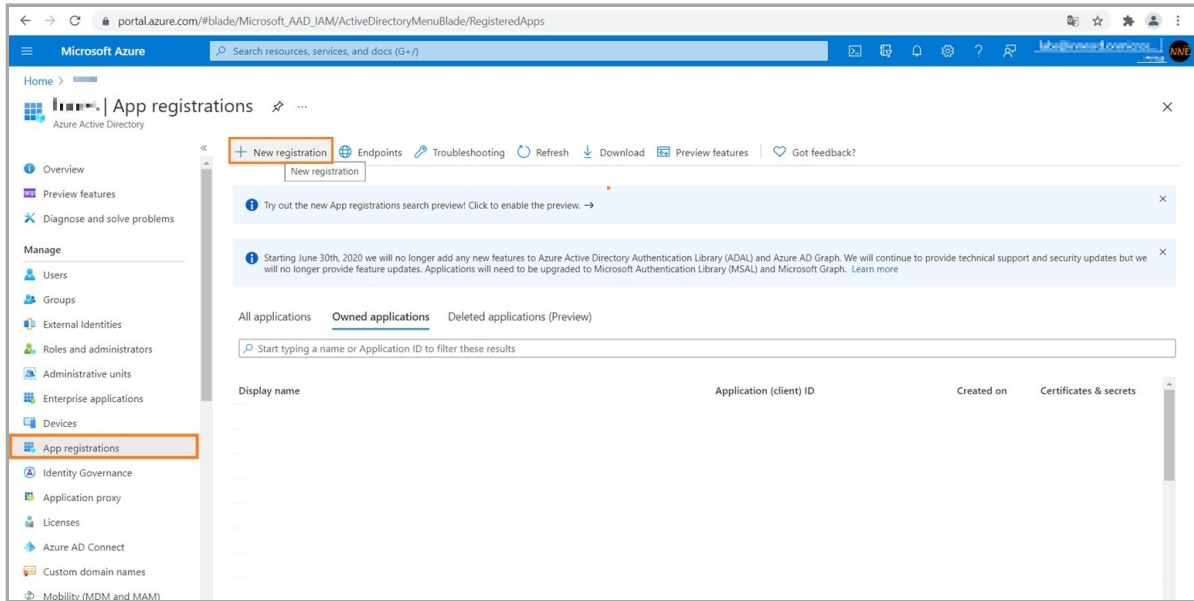 portal.azure.com/#blade/Microsoft_AAD_IAM/ActiveDirectoryMenuBlade/RegisteredApps
Microsoft Azure
Search resources, services, and docs (G+/)
NNE
Home >
| App registrations
Azure Active Directory
New registration
Endpoints
Troubleshooting
Refresh
Download
Preview features
Got feedback?
New registration
Overview
Preview features
Diagnose and solve problems
Manage
Users
Groups
External Identities
Roles and administrators
Administrative units
Enterprise applications
Devices
App registrations
Identity Governance
Application proxy
Licenses
Azure AD Connect
Custom domain names
Mobility (MDM and MAM)
Try out the new App registrations search preview! Click to enable the preview. →
Starting June 30th, 2020 we will no longer add any new features to Azure Active Directory Authentication Library (ADAL) and Azure AD Graph. We will continue to provide technical support and security updates but we
will no longer provide feature updates. Applications will need to be upgraded to Microsoft Authentication Library (MSAL) and Microsoft Graph. Learn more
All applications
Owned applications
Deleted applications (Preview)
Start typing a name or Application ID to filter these results
Display name
Application (client) ID
Created on
Certificates & secrets